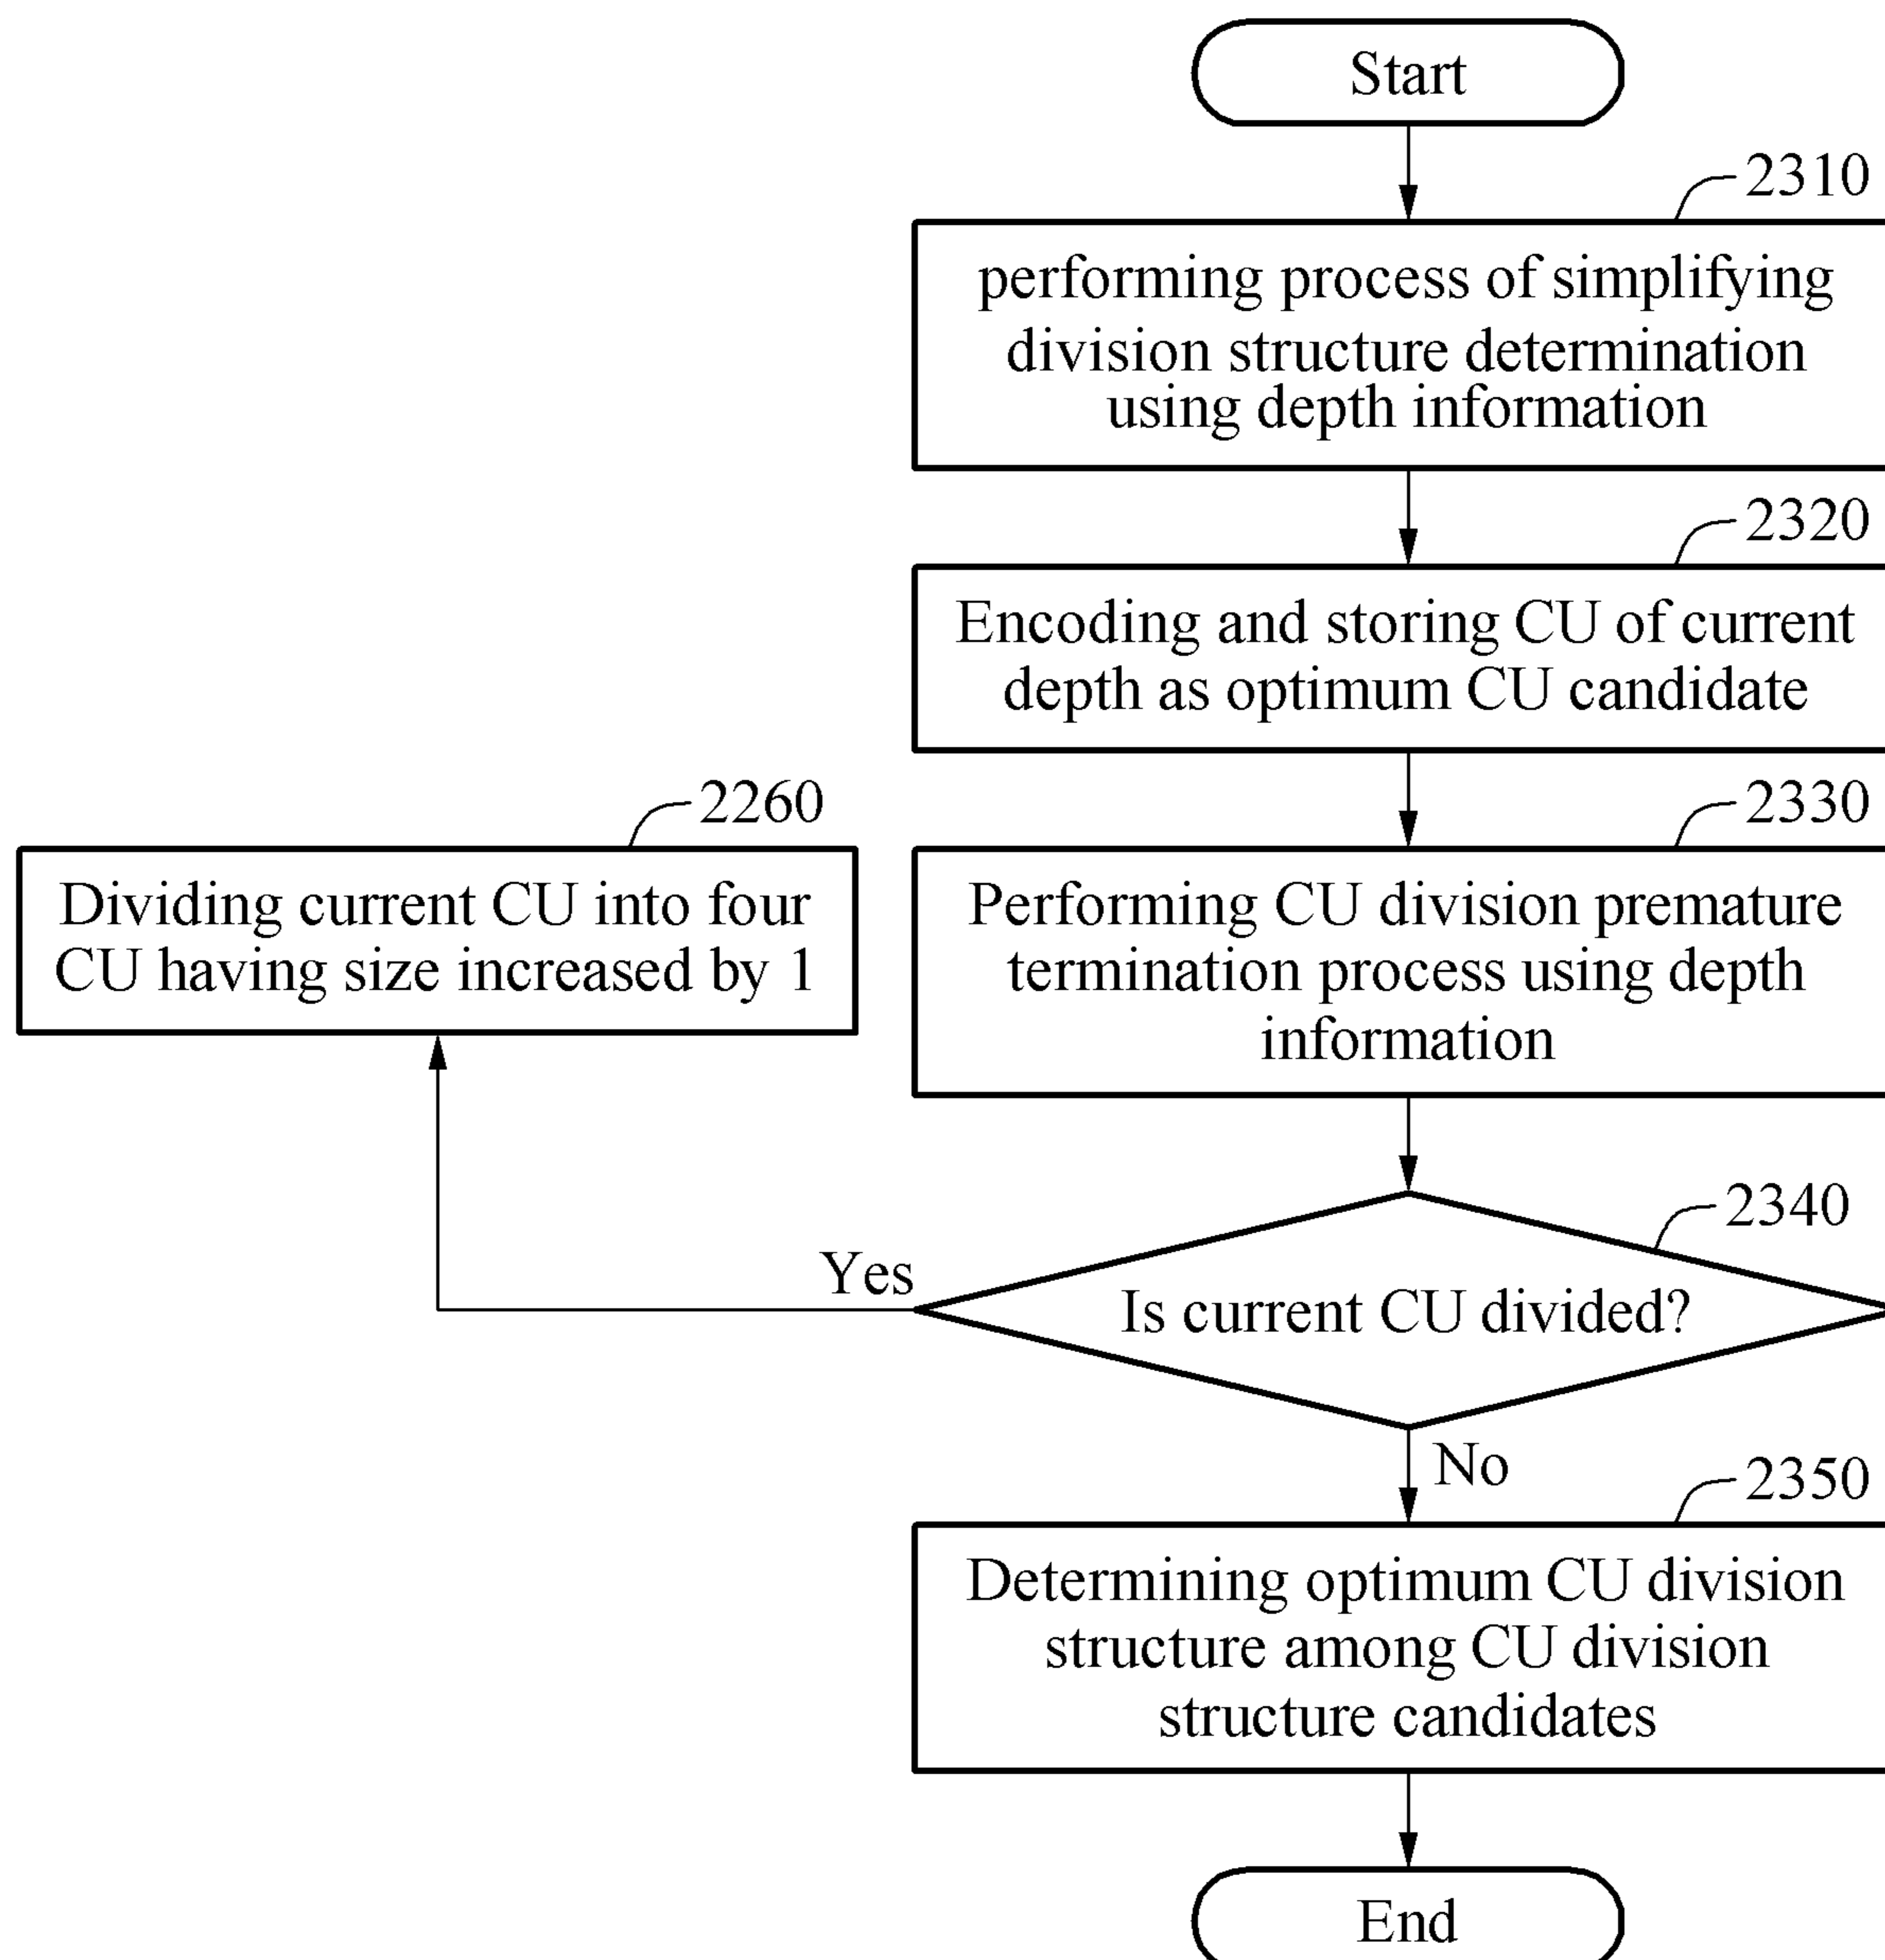 Start
2310
performing process of simplifying
division structure determination
using depth information
2320
Encoding and storing CU of current
depth as optimum CU candidate
2260
Dividing current CU into four
CU having size increased by 1
2330
Performing CU division premature
termination process using depth
information
2340
Is current CU divided?
Yes
No
2350
Determining optimum CU division
structure among CU division
structure candidates
End